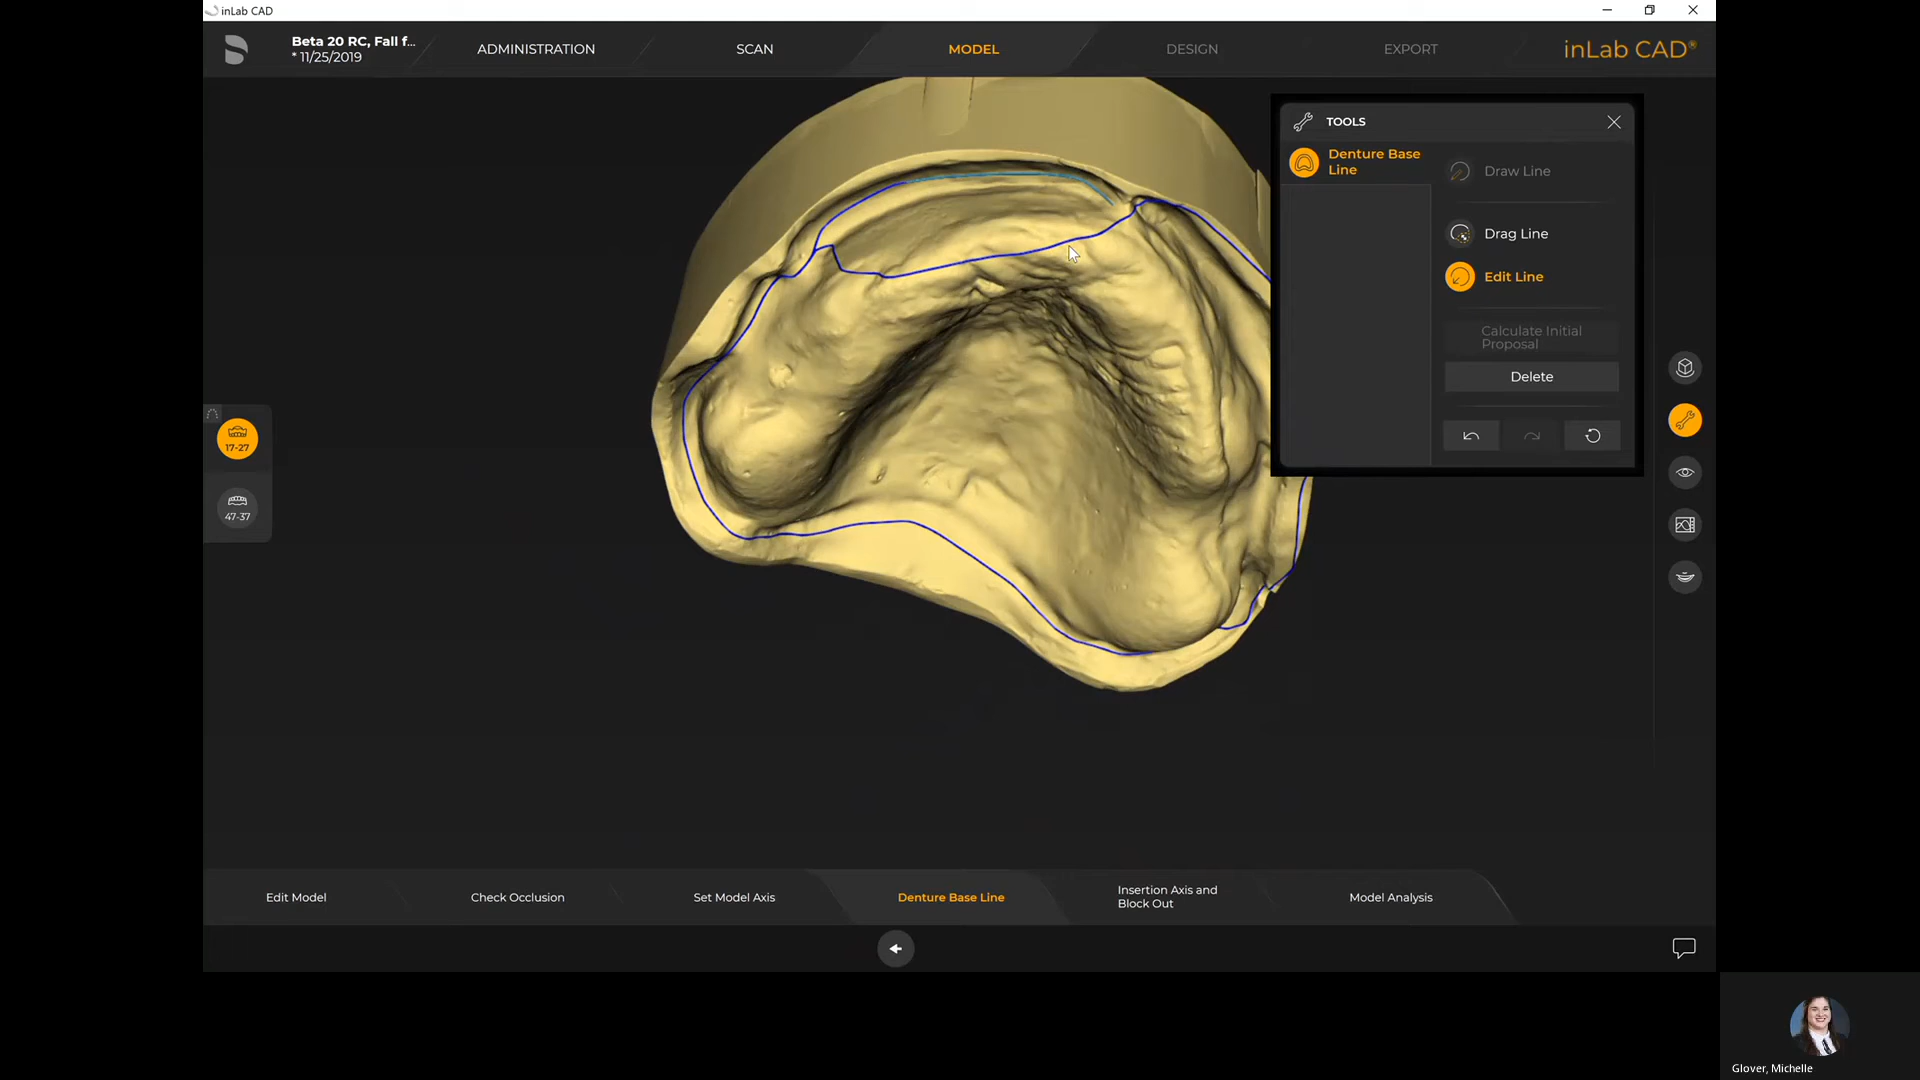 inLab CAD
Beta 20 RC, Fall f...
* 11/25/2019
ADMINISTRATION
SCAN
MODEL
DESIGN
EXPORT
inLab CAD®
TOOLS
Denture Base
Line
Draw Line
Drag Line
Edit Line
Calculate Initial
Proposal
Delete
17-27
47-37
Edit Model
Check Occlusion
Set Model Axis
Denture Base Line
Insertion Axis and
Block Out
Model Analysis
Glover, Michelle